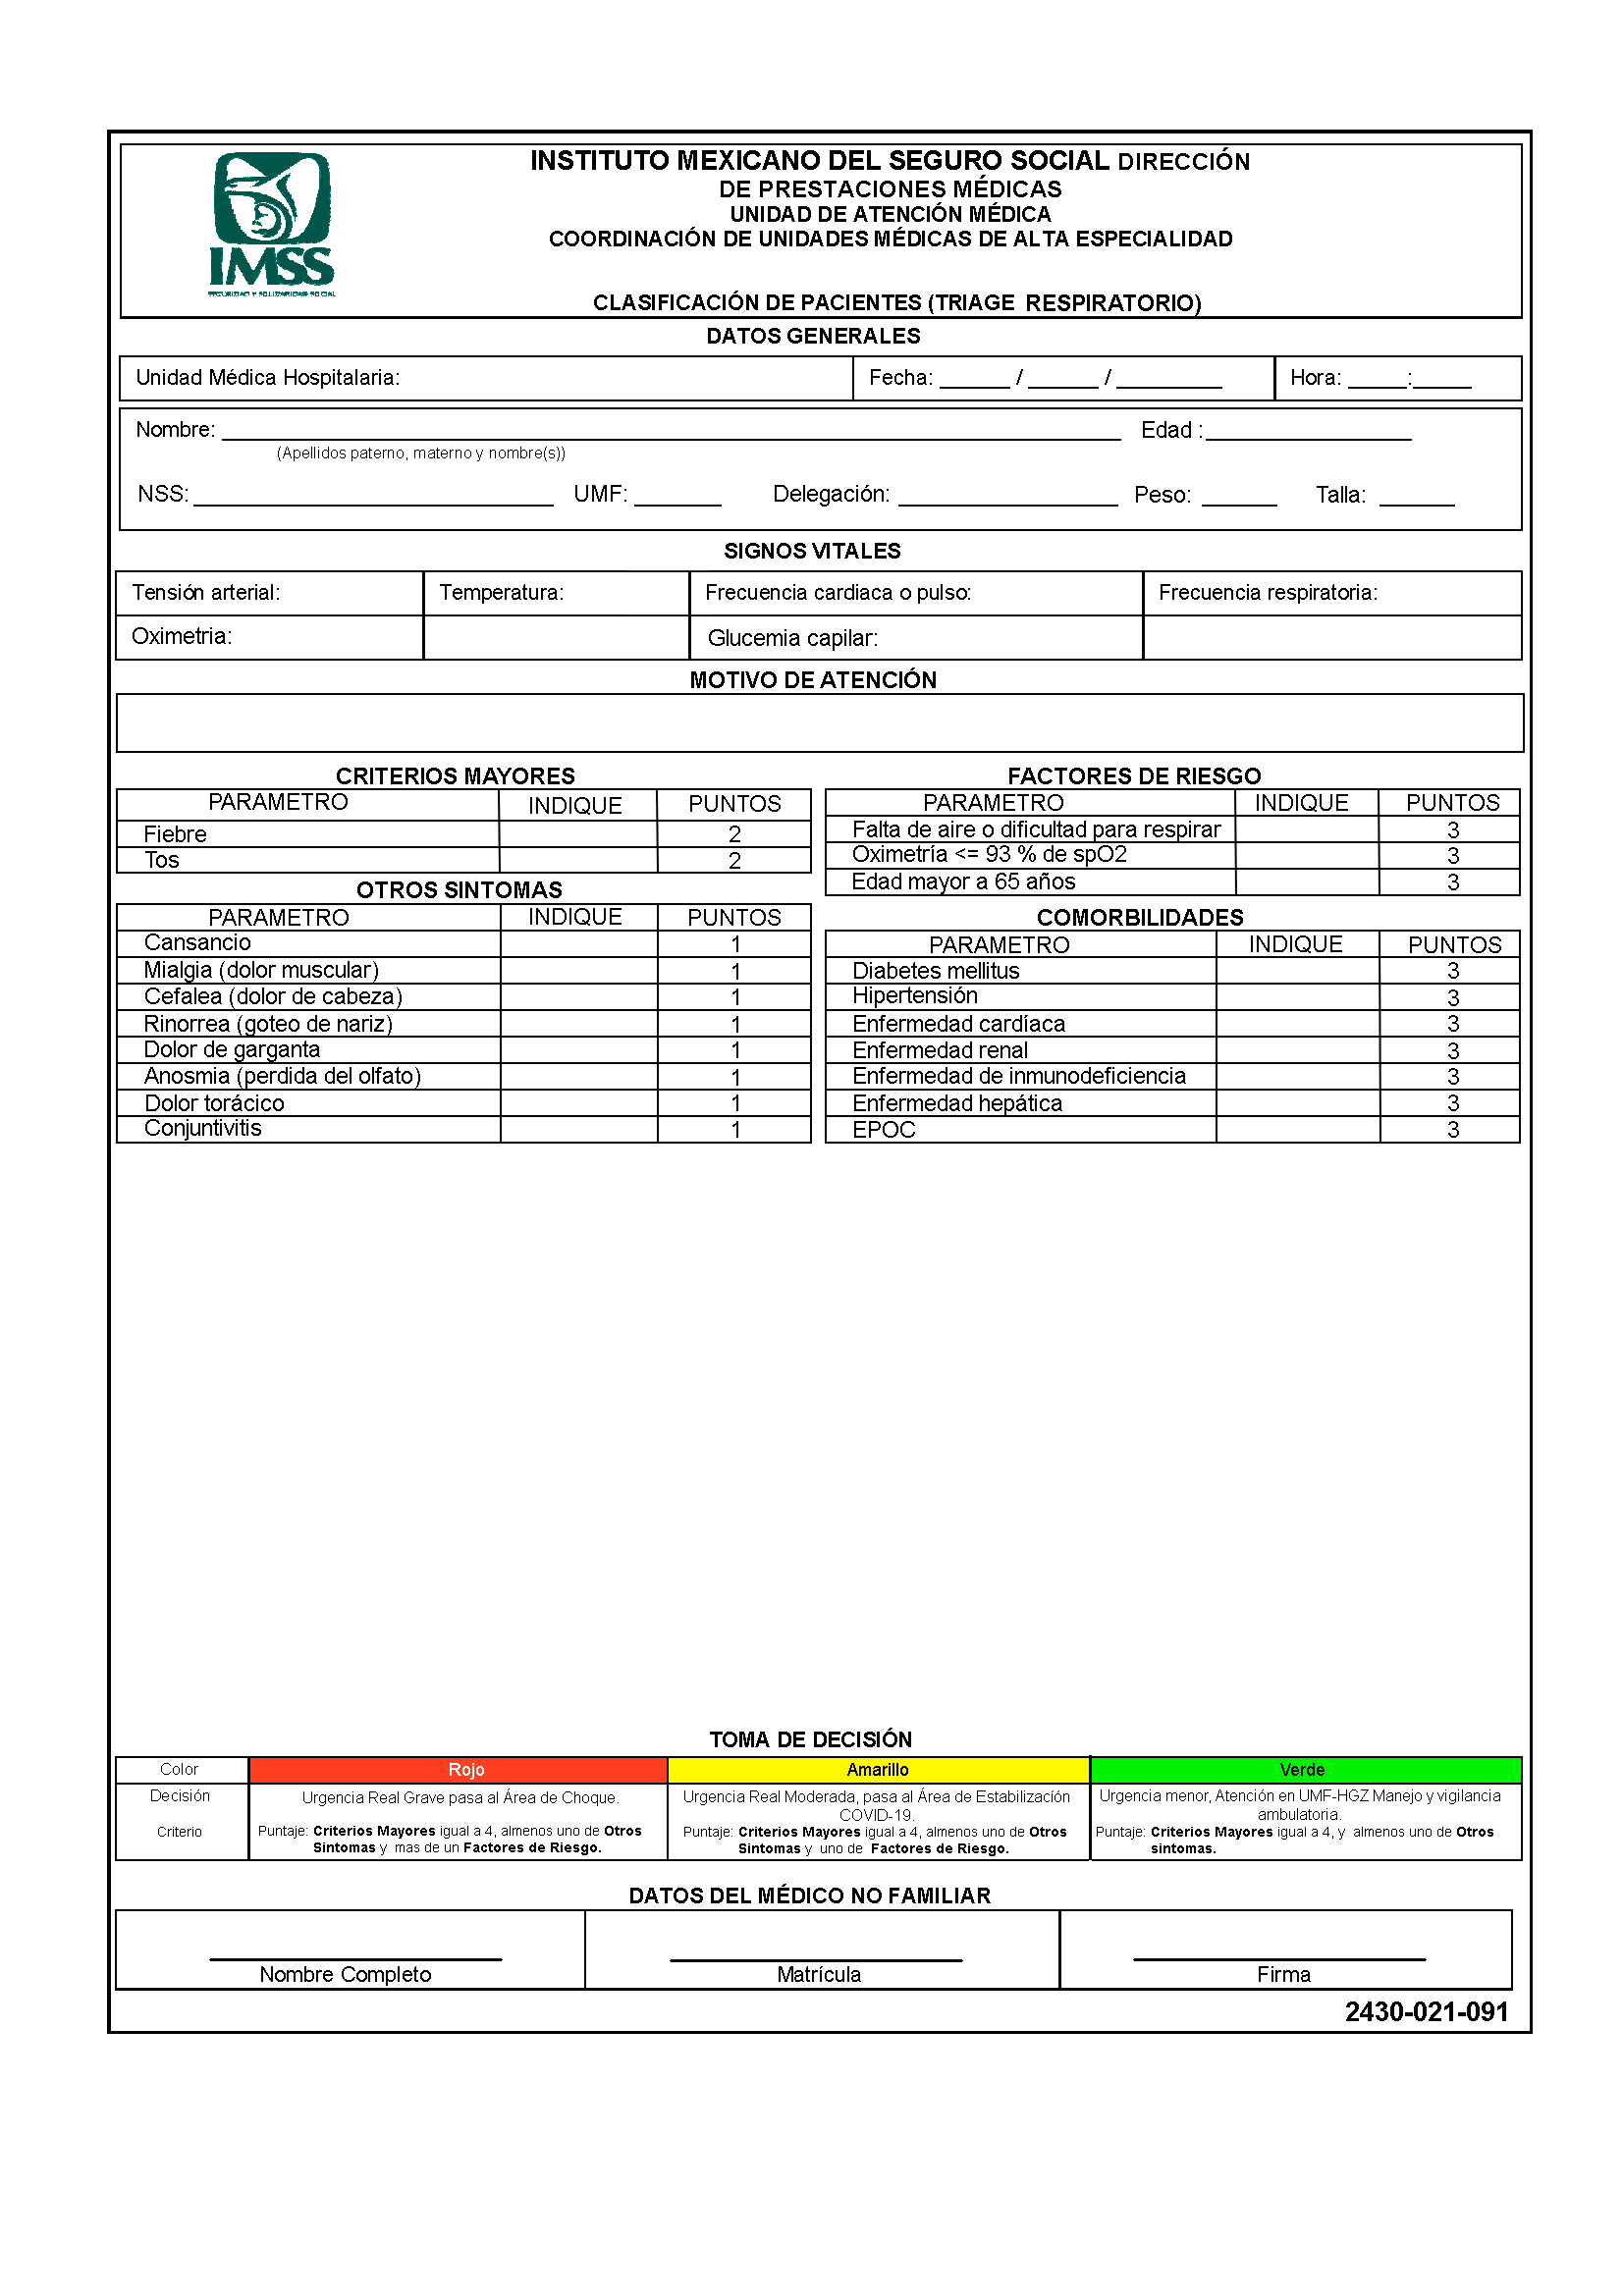 INSTITUTO MEXICANO DEL SEGURO SOCIAL DIRECCIÓN
DE PRESTACIONES MÉDICAS
UNIDAD DE ATENCIÓN MÉDICA
COORDINACIÓN DE UNIDADES MÉDICAS DE ALTA ESPECIALIDAD
IMSS
SEGURIDAD Y SOLIDARIDAD SOCIAL
CLASIFICACIÓN DE PACIENTES (TRIAGE RESPIRATORIO)
DATOS GENERALES
Unidad Médica Hospitalaria: Fecha: ______ / ______ / _________ Hora: _____:_____
Nombre: Edad :
(Apellidos paterno, materno y nombre(s))
NSS: UMF: Delegación: Peso: Talla:
SIGNOS VITALES
Tensión arterial: Temperatura: Frecuencia cardiaca o pulso: Frecuencia respiratoria:
Oximetria: Glucemia capilar:
MOTIVO DE ATENCIÓN
CRITERIOS MAYORES
PARAMETRO INDIQUE PUNTOS
Fiebre 2
Tos 2
OTROS SINTOMAS
PARAMETRO INDIQUE PUNTOS
Cansancio 1
Mialgia (dolor muscular) 1
Cefalea (dolor de cabeza) 1
Rinorrea (goteo de nariz) 1
Dolor de garganta 1
Anosmia (perdida del olfato) 1
Dolor torácico 1
Conjuntivitis 1
FACTORES DE RIESGO
PARAMETRO INDIQUE PUNTOS
Falta de aire o dificultad para respirar 3
Oximetría <= 93 % de spO2 3
Edad mayor a 65 años 3
COMORBILIDADES
PARAMETRO INDIQUE PUNTOS
Diabetes mellitus 3
Hipertensión 3
Enfermedad cardíaca 3
Enfermedad renal 3
Enfermedad de inmunodeficiencia 3
Enfermedad hepática 3
EPOC 3
TOMA DE DECISIÓN
Color Rojo Amarillo Verde
Decisión
Criterio
Urgencia Real Grave pasa al Área de Choque.
Puntaje: Criterios Mayores igual a 4, almenos uno de Otros
Sintomas y mas de un Factores de Riesgo.
Urgencia Real Moderada, pasa al Área de Estabilización
COVID-19.
Puntaje: Criterios Mayores igual a 4, almenos uno de Otros
Sintomas y uno de Factores de Riesgo.
Urgencia menor, Atención en UMF-HGZ Manejo y vigilancia
ambulatoria.
Puntaje: Criterios Mayores igual a 4, y almenos uno de Otros
sintomas.
DATOS DEL MÉDICO NO FAMILIAR
Nombre Completo Matrícula Firma
2430-021-091